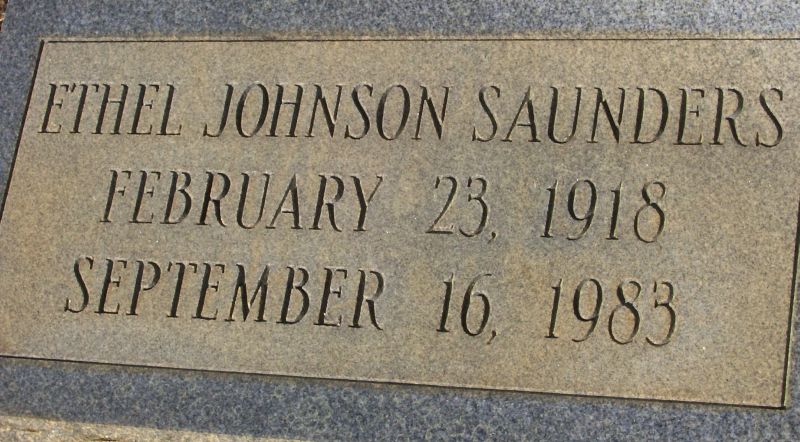 ETHEL JOHNSON SAUNDERS
FEBRUARY 23, 1918
SEPTEMBER 16, 1983